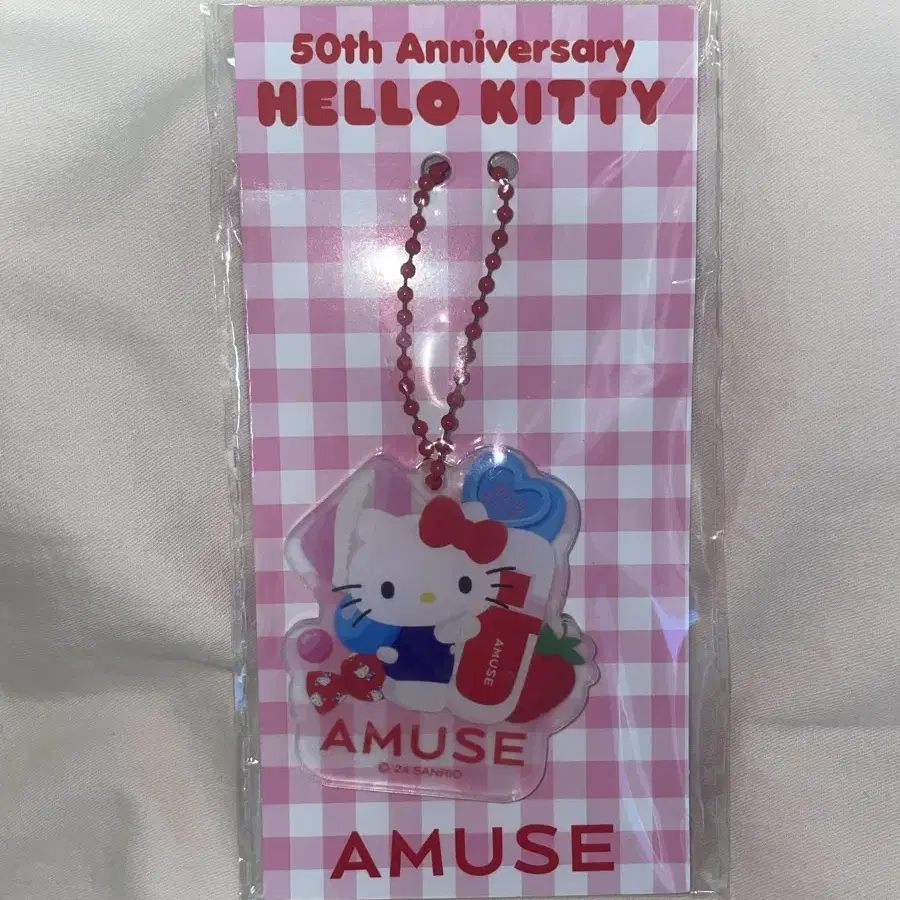 50th Anniversary
HELLO KITTY
AMUSE
AMUSE
© '24 SANRIO
AMUSE